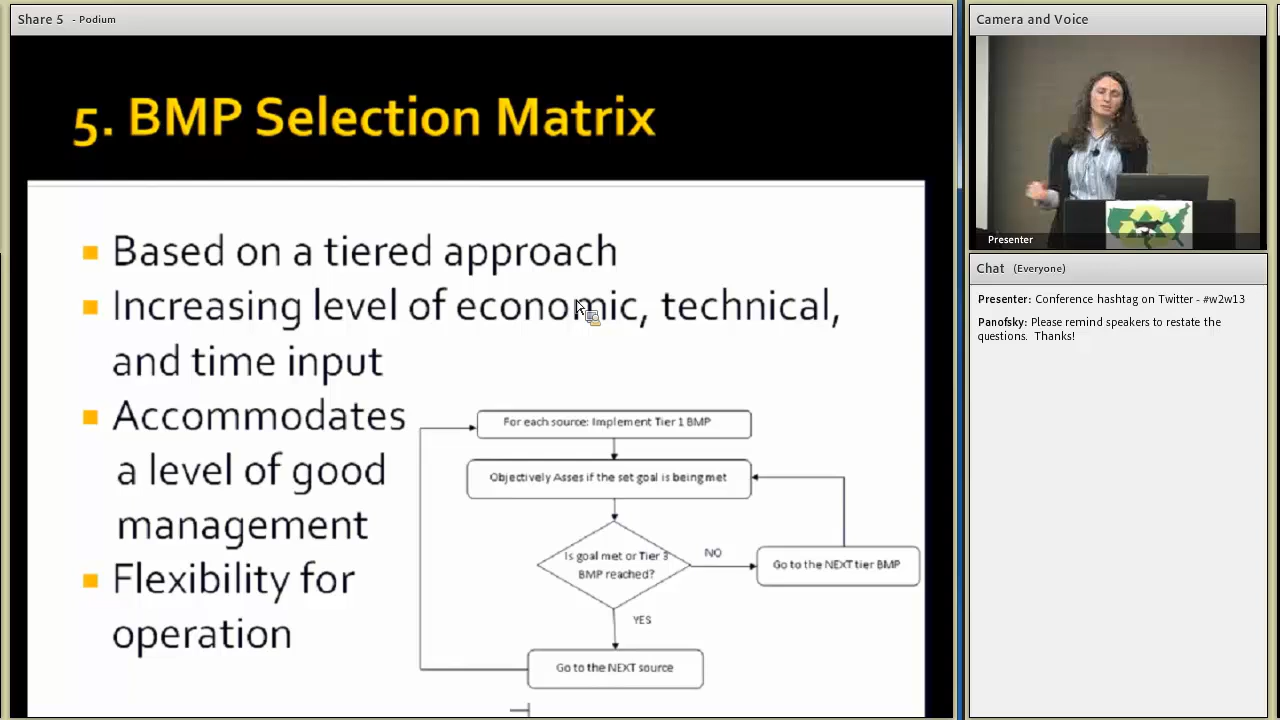 Share 5 - Podium
5. BMP Selection Matrix
Based on a tiered approach
Increasing level of economic, technical,
and time input
Accommodates
a level of good
management
Flexibility for
operation
For each source: Implement Tier 1 BMP
Objectively Asses if the set goal is being met
Is goal met or Tier 3
BMP reached?
NO
Go to the NEXT tier BMP
YES
Go to the NEXT source
Camera and Voice
Presenter
Chat (Everyone)
Presenter: Conference hashtag on Twitter - #w2w13
Panofsky: Please remind speakers to restate the
questions. Thanks!